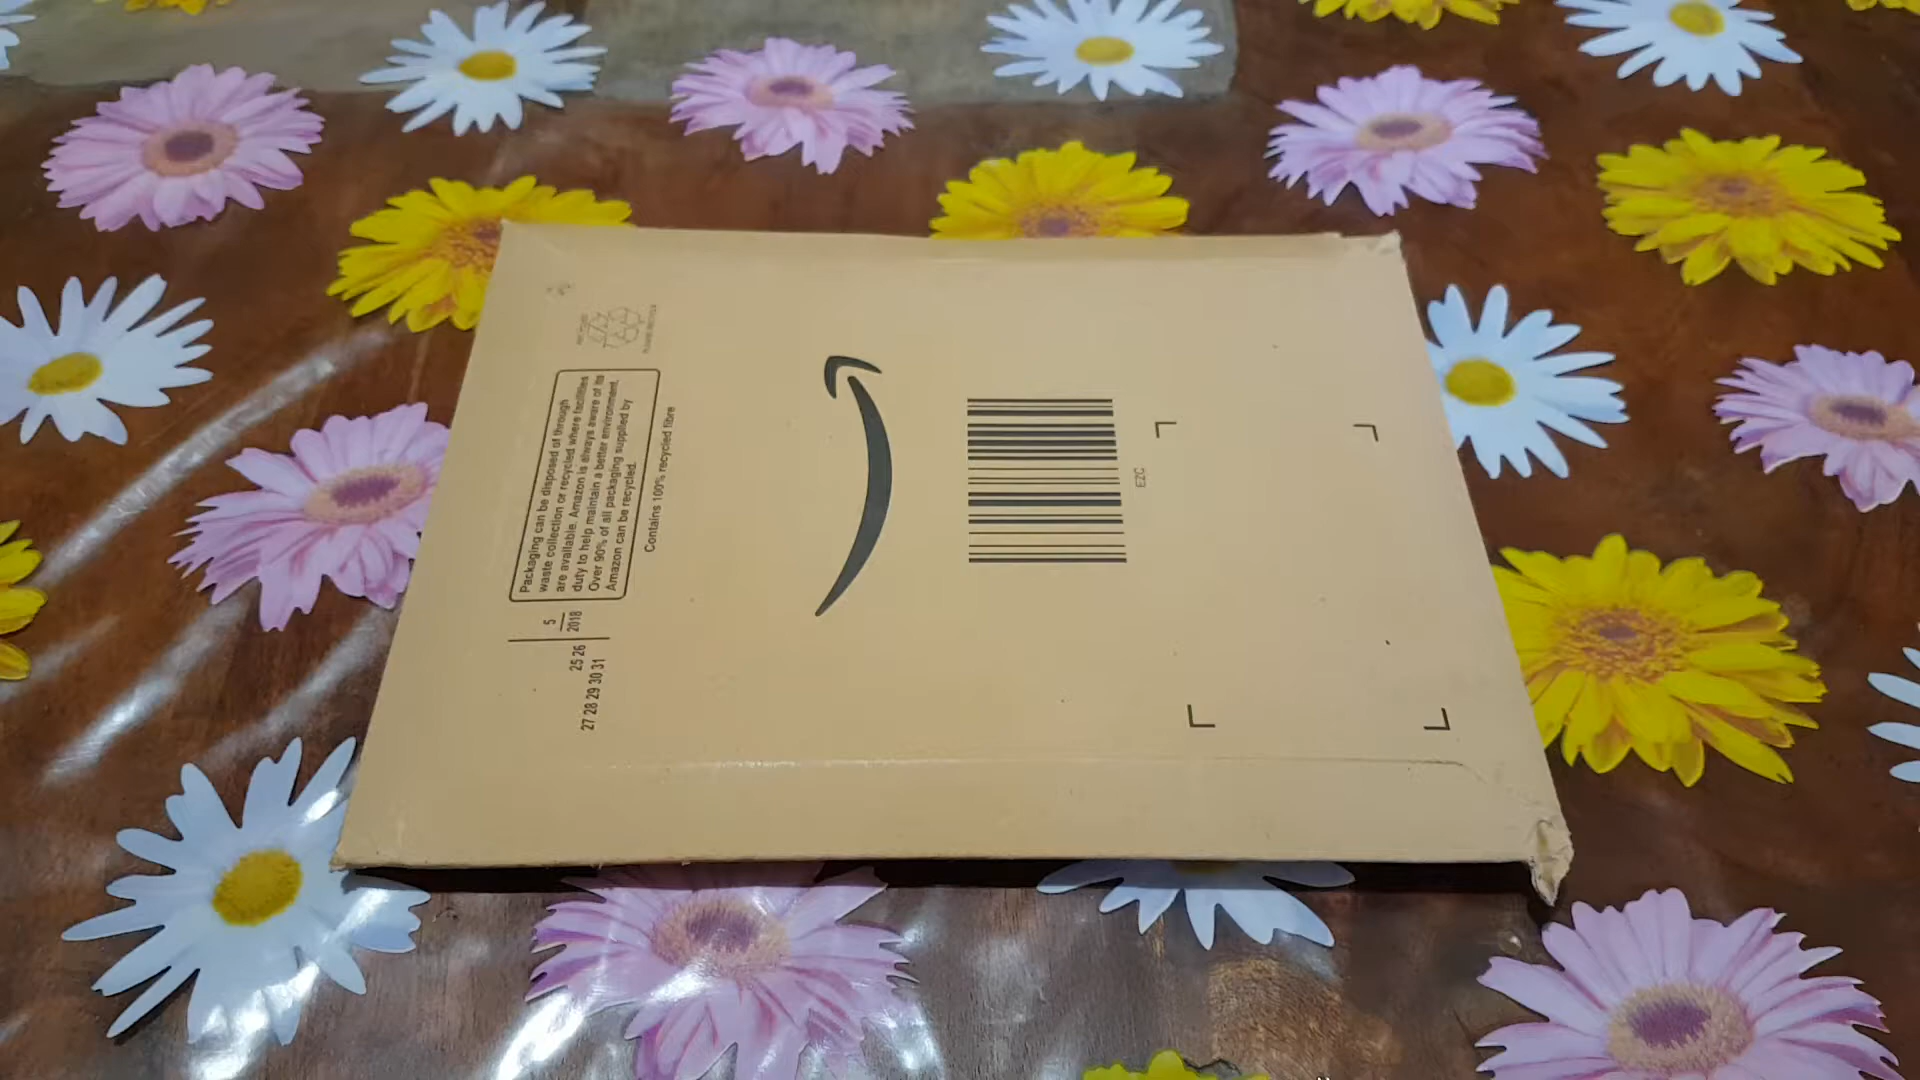 Packaging can be disposed of through
waste collection or recycled where facilities
are available. Amazon is always aware of its
duty to help maintain a better environment.
Over 90% of all packaging supplied by
Amazon can be recycled.
Contains 100% recycled fibre
5
2018
25 26
27 28 29 30 31
EZC